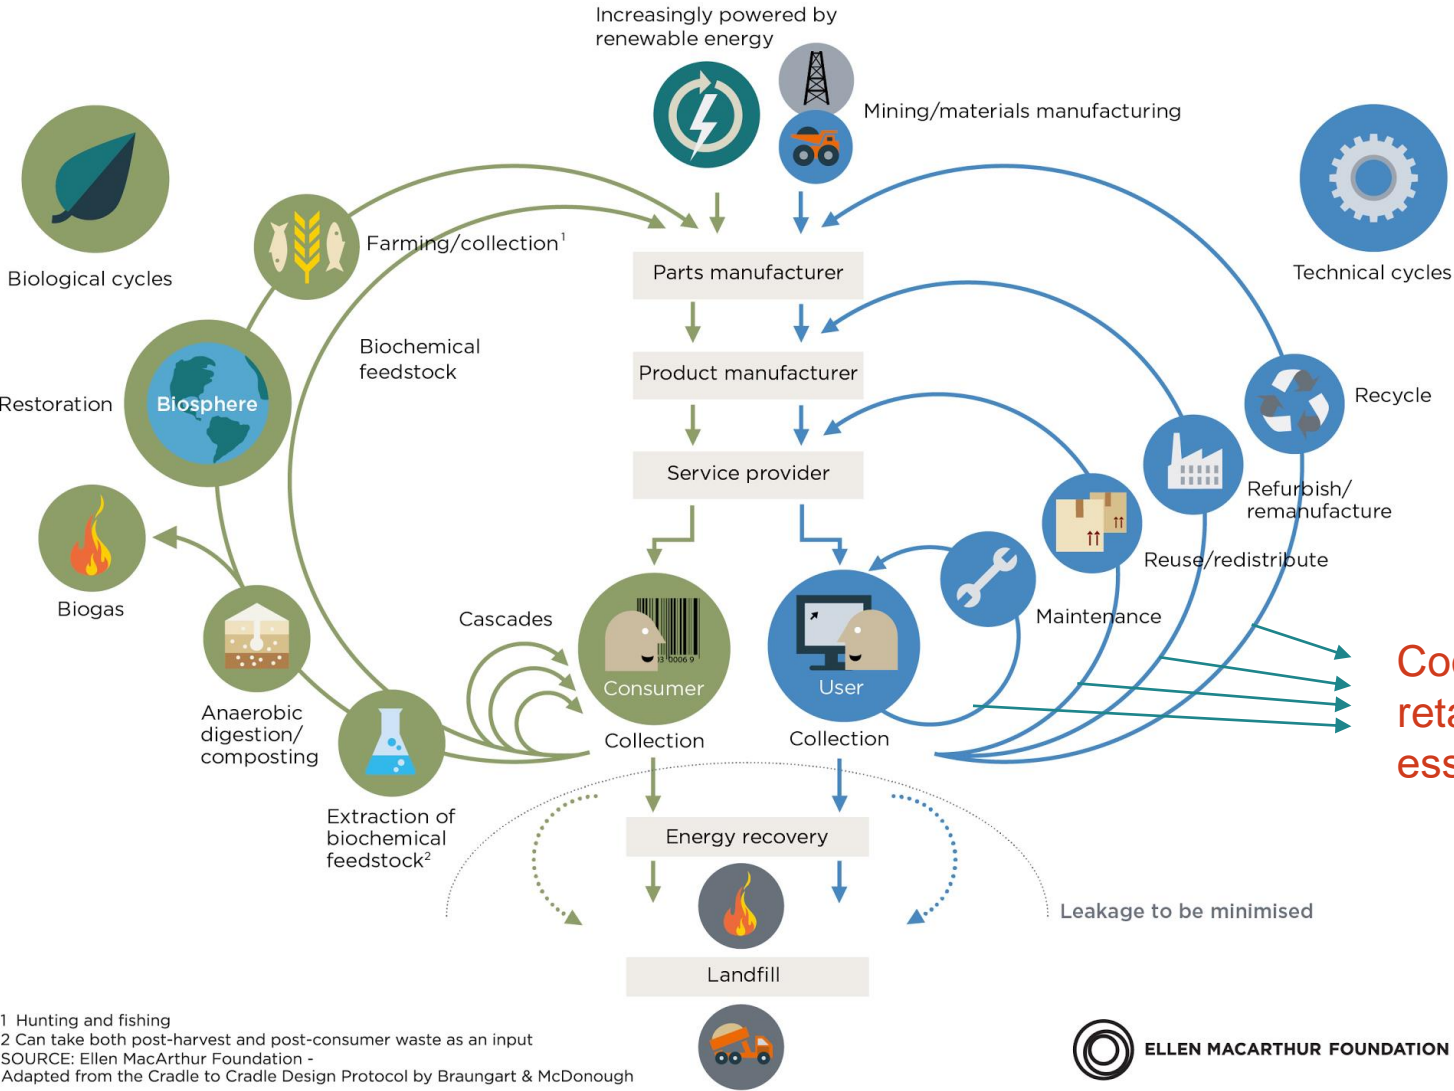 Increasingly powered by
renewable energy
Mining/materials manufacturing
Biological cycles
Technical cycles
Farming/collection¹
Parts manufacturer
Biochemical
feedstock
Product manufacturer
Restoration
Biosphere
Recycle
Service provider
Refurbish/
remanufacture
Reuse/redistribute
Biogas
Cascades
Maintenance
Consumer
User
Collection
Collection
Anaerobic
digestion/
composting
Extraction of
biochemical
feedstock²
Energy recovery
Leakage to be minimised
Landfill
1 Hunting and fishing
2 Can take both post-harvest and post-consumer waste as an input
SOURCE: Ellen MacArthur Foundation -
Adapted from the Cradle to Cradle Design Protocol by Braungart & McDonough
ELLEN MACARTHUR FOUNDATION